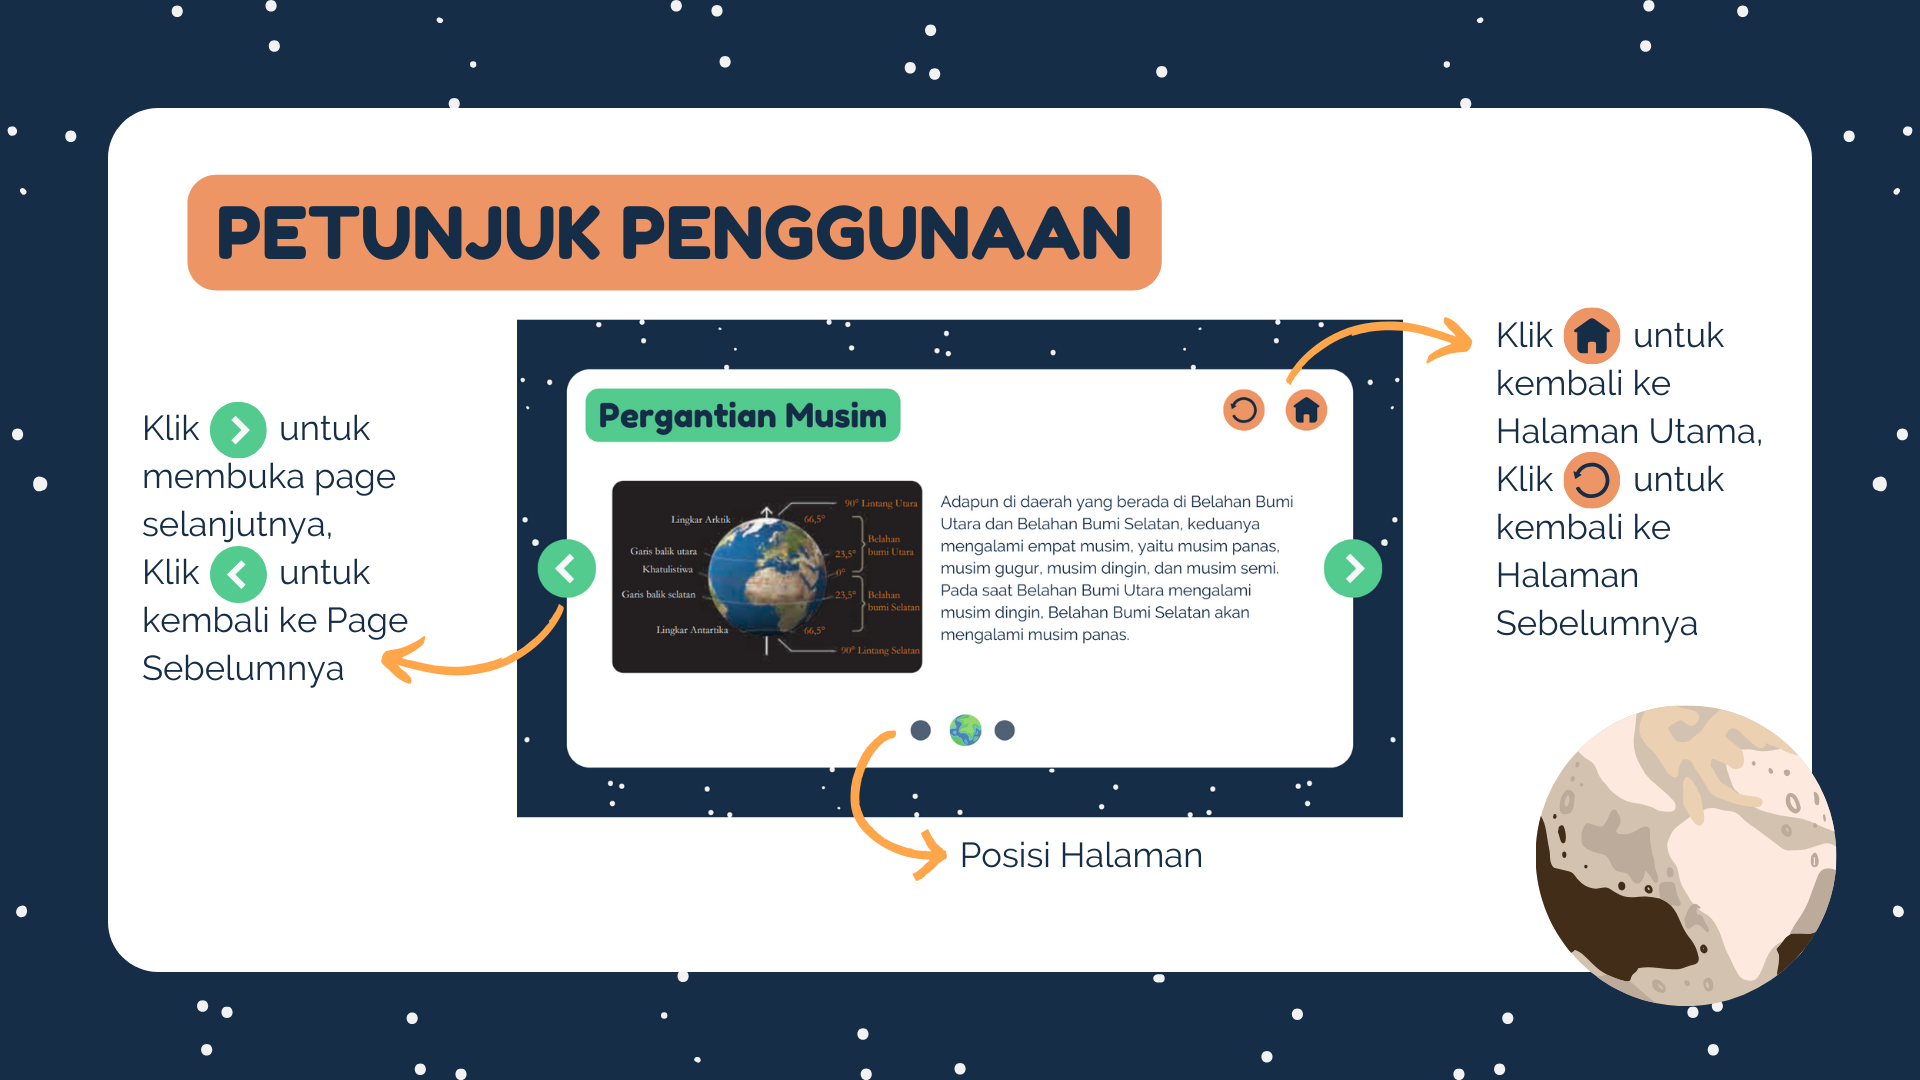 PETUNJUK PENGGUNAAN
Klik untuk
membuka page
selanjutnya,
Klik untuk
kembali ke Page
Sebelumnya
Pergantian Musim
90° Lintang Utara
Lingkar Arktik
66,5°
Belahan
bumi Utara
Garis balik utara
23,5°
Khatulistiwa
0°
Garis balik selatan
23,5°
Belahan
bumi Selatan
Lingkar Antartika
66,5°
90° Lintang Selatan
Adapun di daerah yang berada di Belahan Bumi
Utara dan Belahan Bumi Selatan, keduanya
mengalami empat musim, yaitu musim panas,
musim gugur, musim dingin, dan musim semi.
Pada saat Belahan Bumi Utara mengalami
musim dingin, Belahan Bumi Selatan akan
mengalami musim panas.
Klik untuk
kembali ke
Halaman Utama,
Klik untuk
kembali ke
Halaman
Sebelumnya
Posisi Halaman